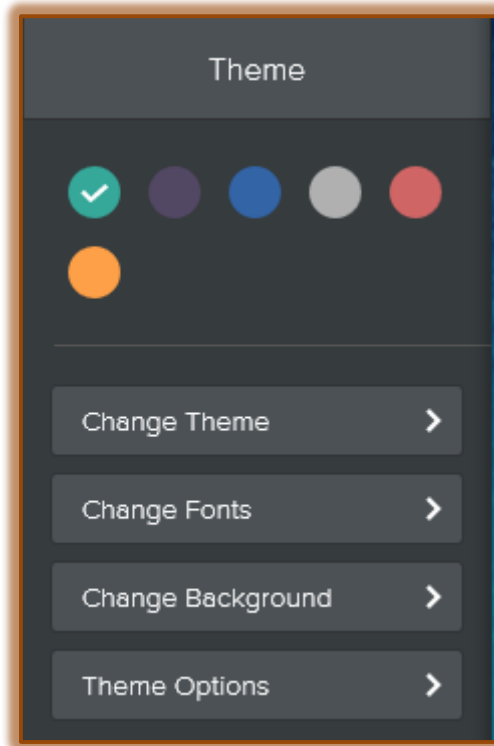 Theme
Change Theme
Change Fonts
Change Background
Theme Options